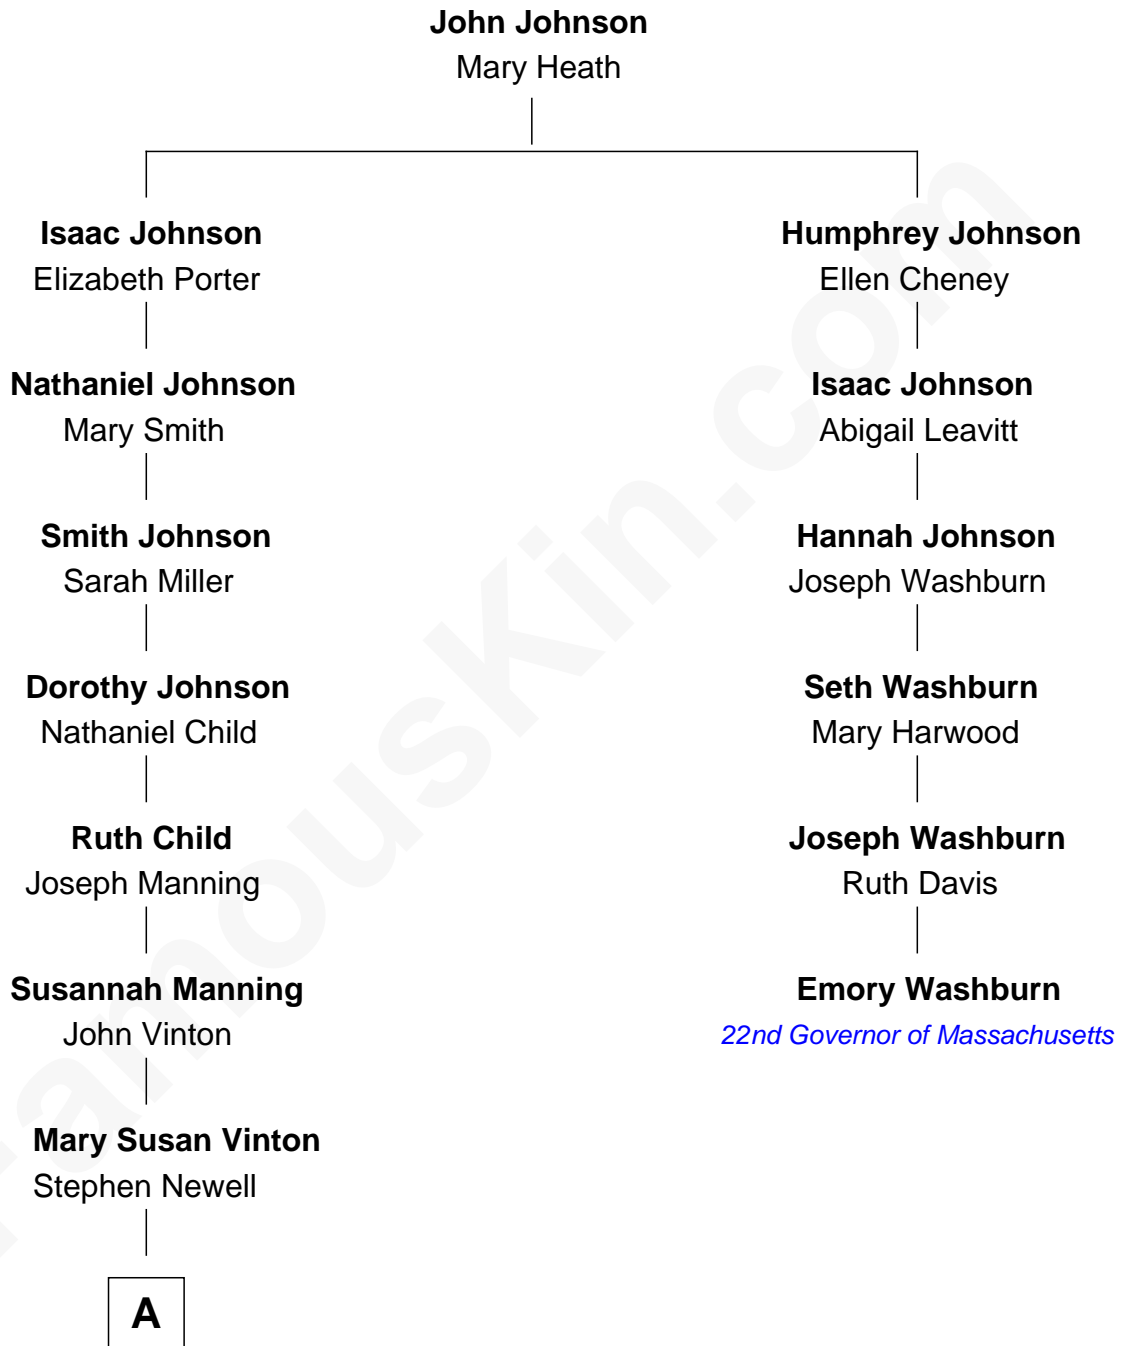 John Johnson
Mary Heath
Isaac Johnson
Elizabeth Porter
Nathaniel Johnson
Mary Smith
Smith Johnson
Sarah Miller
Dorothy Johnson
Nathaniel Child
Ruth Child
Joseph Manning
Susannah Manning
John Vinton
Mary Susan Vinton
Stephen Newell
A
Humphrey Johnson
Ellen Cheney
Isaac Johnson
Abigail Leavitt
Hannah Johnson
Joseph Washburn
Seth Washburn
Mary Harwood
Joseph Washburn
Ruth Davis
Emory Washburn
22nd Governor of Massachusetts
FamousKin.com